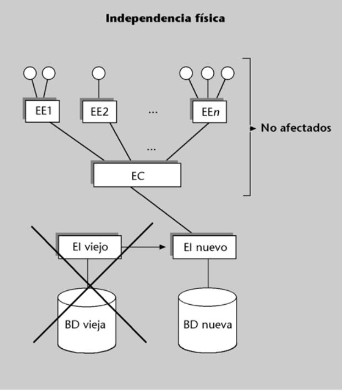 Independencia física
EE1
EE2
...
EEn
No afectados
...
EC
El viejo
El nuevo
BD vieja
BD nueva